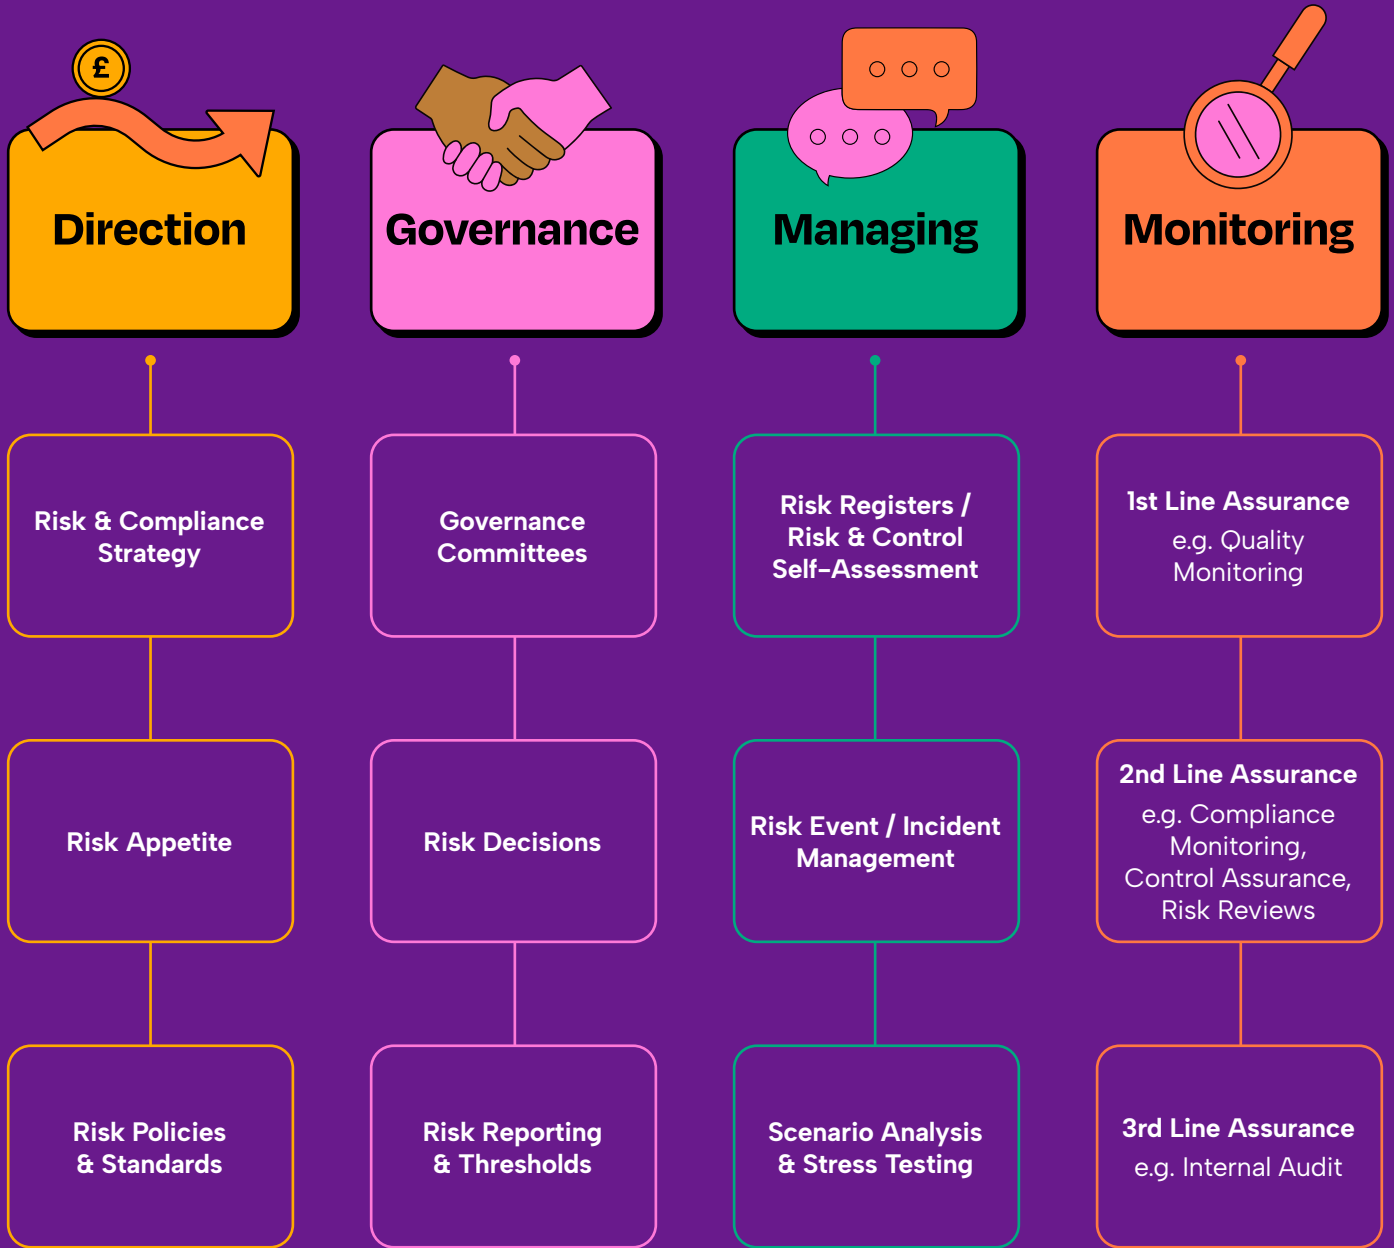 £
Direction
Governance
Managing
Monitoring
Risk & Compliance
Strategy
Governance
Committees
Risk Registers /
Risk & Control
Self-Assessment
1st Line Assurance
e.g. Quality
Monitoring
Risk Appetite
Risk Decisions
Risk Event / Incident
Management
2nd Line Assurance
e.g. Compliance
Monitoring,
Control Assurance,
Risk Reviews
Risk Policies
& Standards
Risk Reporting
& Thresholds
Scenario Analysis
& Stress Testing
3rd Line Assurance
e.g. Internal Audit